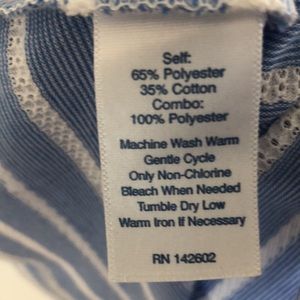 Self:
65% Polyester
35% Cotton
Combo:
100% Polyester
Machine Wash Warm
Gentle Cycle
Only Non-Chlorine
Bleach When Needed
Tumble Dry Low
Warm Iron If Necessary
RN 142602